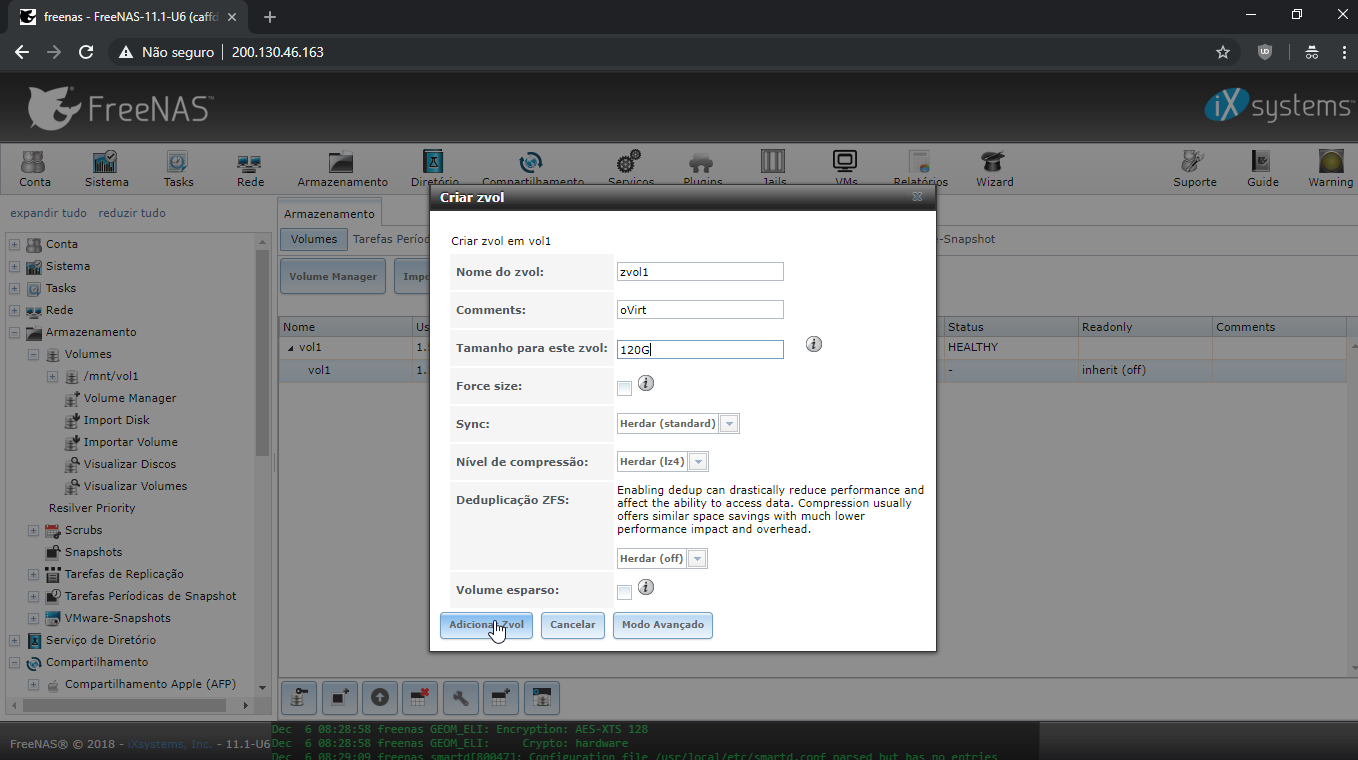 freenas - FreeNAS-11.1-U6 (caffd
Não seguro
200.130.46.163
FreeNAS™
iXsystems™
Conta
Sistema
Tasks
Rede
Armazenamento
Diretório
Compartilhamento
Serviços
Plugins
Jails
VMs
Relatórios
Wizard
Suporte
Guide
Warning
expandir tudo
reduzir tudo
Conta
Sistema
Tasks
Rede
Armazenamento
Volumes
/mnt/vol1
Volume Manager
Import Disk
Importar Volume
Visualizar Discos
Visualizar Volumes
Resilver Priority
Scrubs
Snapshots
Tarefas de Replicação
Tarefas Períodicas de Snapshot
VMware-Snapshots
Serviço de Diretório
Compartilhamento
Compartilhamento Apple (AFP)
Armazenamento
Volumes
Tarefas Períod
-Snapshot
Volume Manager
Impo
Nome
Us
Status
Readonly
Comments
vol1
1.
HEALTHY
vol1
1.
-
inherit (off)
Criar zvol
Criar zvol em vol1
Nome do zvol:
zvol1
Comments:
oVirt
Tamanho para este zvol:
120G
Force size:
Sync:
Herdar (standard)
Nível de compressão:
Herdar (lz4)
Deduplicação ZFS:
Enabling dedup can drastically reduce performance and
affect the ability to access data. Compression usually
offers similar space savings with much lower
performance impact and overhead.
Herdar (off)
Volume esparso:
Adicionar Zvol
Cancelar
Modo Avançado
FreeNAS® © 2018 - iXsystems, Inc. - 11.1-U6
Dec 6 08:28:58 freenas GEOM_ELI: Encryption: AES-XTS 128
Dec 6 08:28:58 freenas GEOM_ELI: Crypto: hardware
Dec 6 08:29:09 freenas smartd[80047]: Configuration file /usr/local/etc/smartd.conf parsed but has no entries